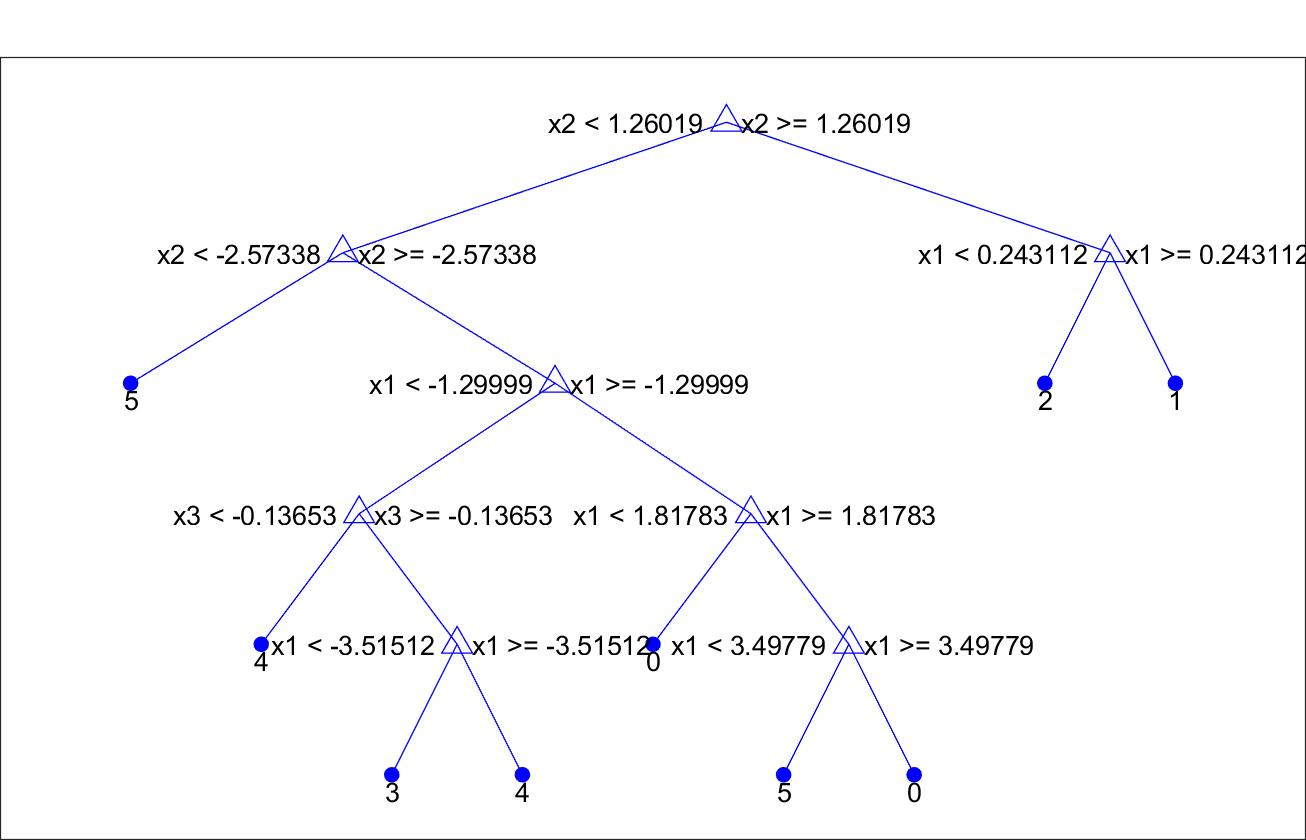 x2 < 1.26019 x2 >= 1.26019
x2 < -2.57338 x2 >= -2.57338 x1 < 0.243112 x1 >= 0.243112
5 2 1
x1 < -1.29999 x1 >= -1.29999
x3 < -0.13653 x3 >= -0.13653 x1 < 1.81783 x1 >= 1.81783
4 x1 < -3.51512 x1 >= -3.51512 0 x1 < 3.49779 x1 >= 3.49779
3 4 5 0